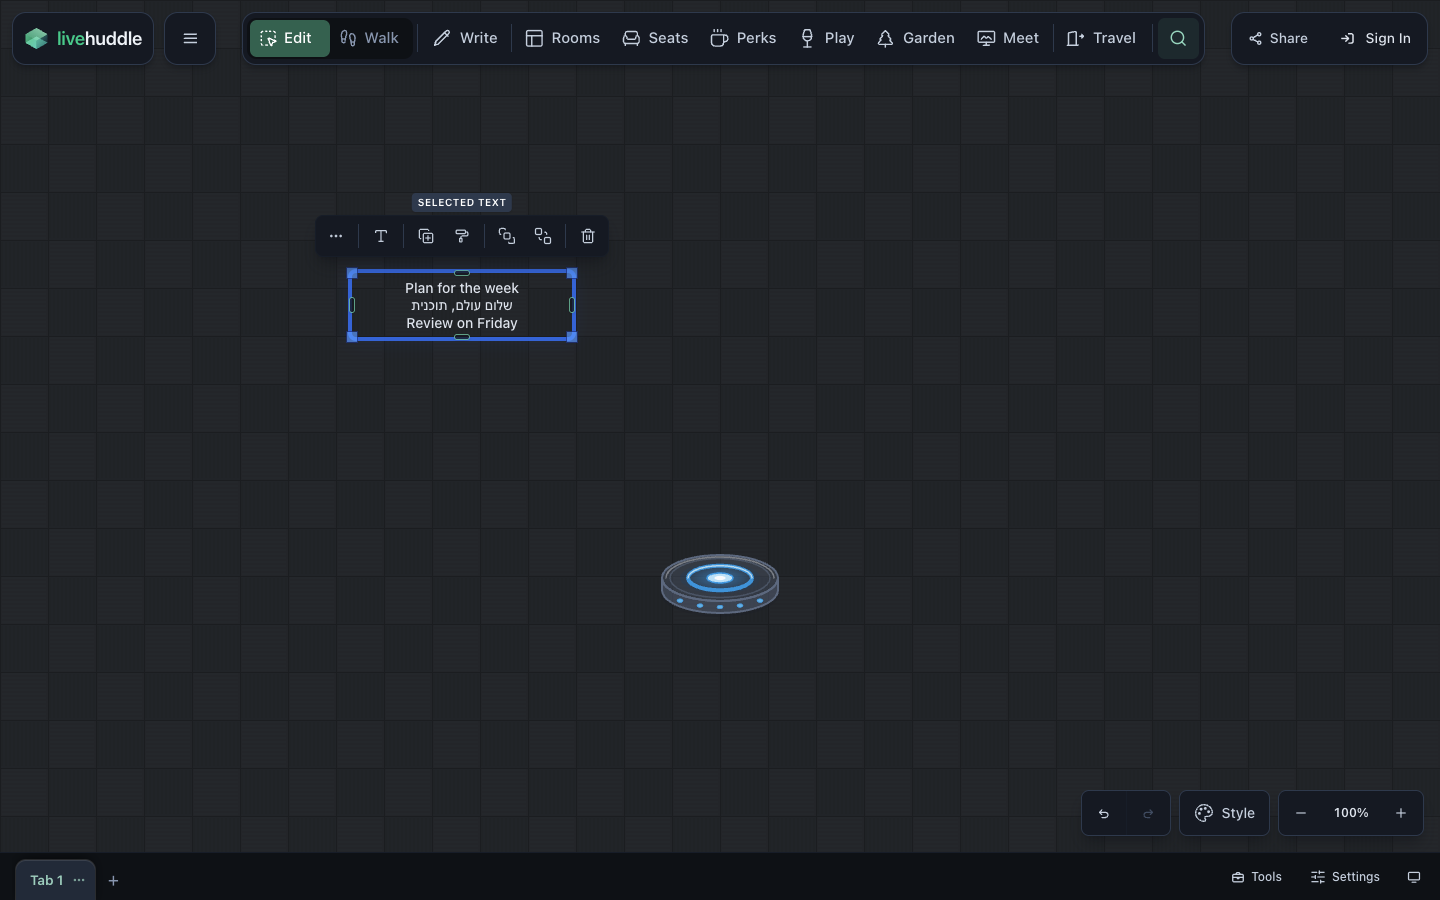 livehuddle
Edit
Walk
Write
Rooms
Seats
Perks
Play
Garden
Meet
Travel
Share
Sign In
SELECTED TEXT
Plan for the week
שלום עולם, תוכנית
Review on Friday
Style
100%
Tab 1
Tools
Settings